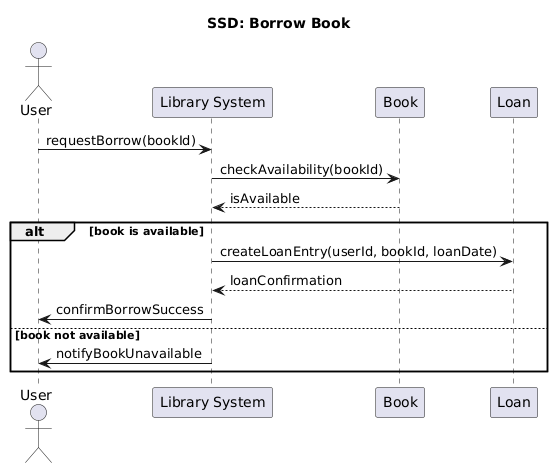 SSD: Borrow Book
User
Library System
Book
Loan
requestBorrow(bookId)
checkAvailability(bookId)
isAvailable
alt
[book is available]
createLoanEntry(userId, bookId, loanDate)
loanConfirmation
confirmBorrowSuccess
[book not available]
notifyBookUnavailable
User
Library System
Book
Loan